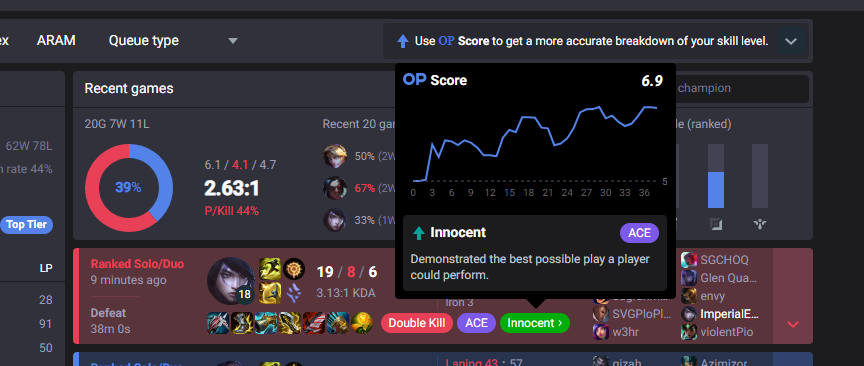 ex ARAM Queue type
Use OP Score to get a more accurate breakdown of your skill level.
Recent games
champion
20G 7W 11L
Recent 20 gam
le (ranked)
62W 78L
n rate 44%
Top Tier
39%
6.1 / 4.1 / 4.7
2.63:1
P/Kill 44%
50% (2W
67% (2W
33% (1W
OP Score
6.9
5
0 3 6 9 12 15 18 21 24 27 30 33 36
Innocent
ACE
Demonstrated the best possible play a player
could perform.
LP
28
91
50
Ranked Solo/Duo
9 minutes ago
Defeat
38m 0s
18
19 / 8 / 6
3.13:1 KDA
Iron 3
Double Kill
ACE
Innocent ›
SVGPIoPl...
w3hr
SGCHOQ
Glen Qua...
envy
ImperialE...
violentPio
Ranked Solo/Duo
Laning 43 : 57
gizah
Azimizor